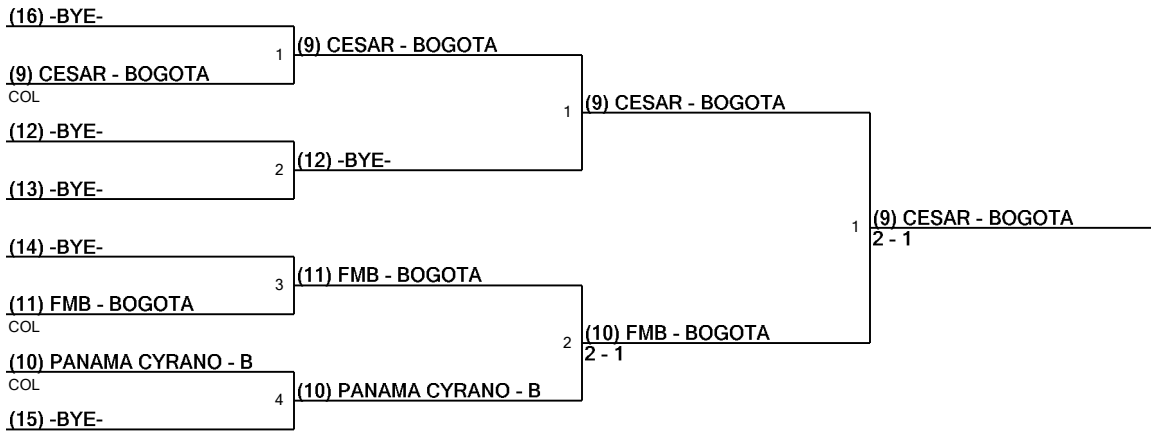 (16) -BYE-
1
(9) CESAR - BOGOTA
(9) CESAR - BOGOTA
COL
1
(9) CESAR - BOGOTA
(12) -BYE-
2
(12) -BYE-
(13) -BYE-
1
(9) CESAR - BOGOTA
2 - 1
(14) -BYE-
3
(11) FMB - BOGOTA
(11) FMB - BOGOTA
COL
2
(10) FMB - BOGOTA
2 - 1
(10) PANAMA CYRANO - B
COL
4
(10) PANAMA CYRANO - B
(15) -BYE-